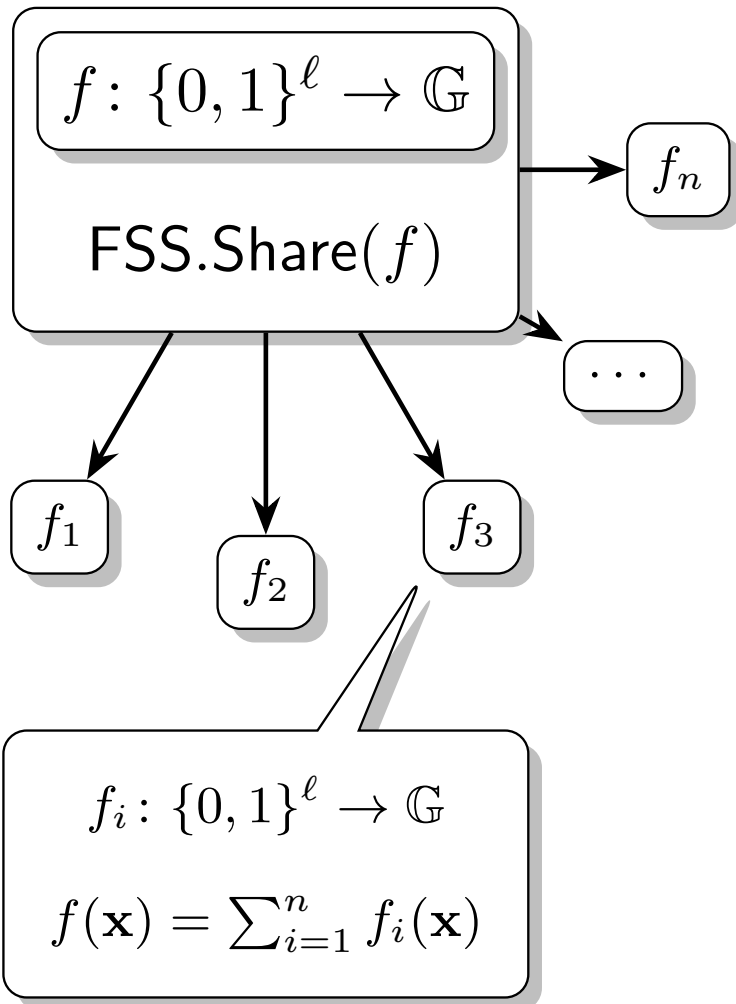 f : {0, 1}^ℓ → 𝔾
FSS.Share(f)
f_n
···
f_1
f_2
f_3
f_i : {0, 1}^ℓ → 𝔾
f(𝐱) = ∑_{i=1}^n f_i(𝐱)